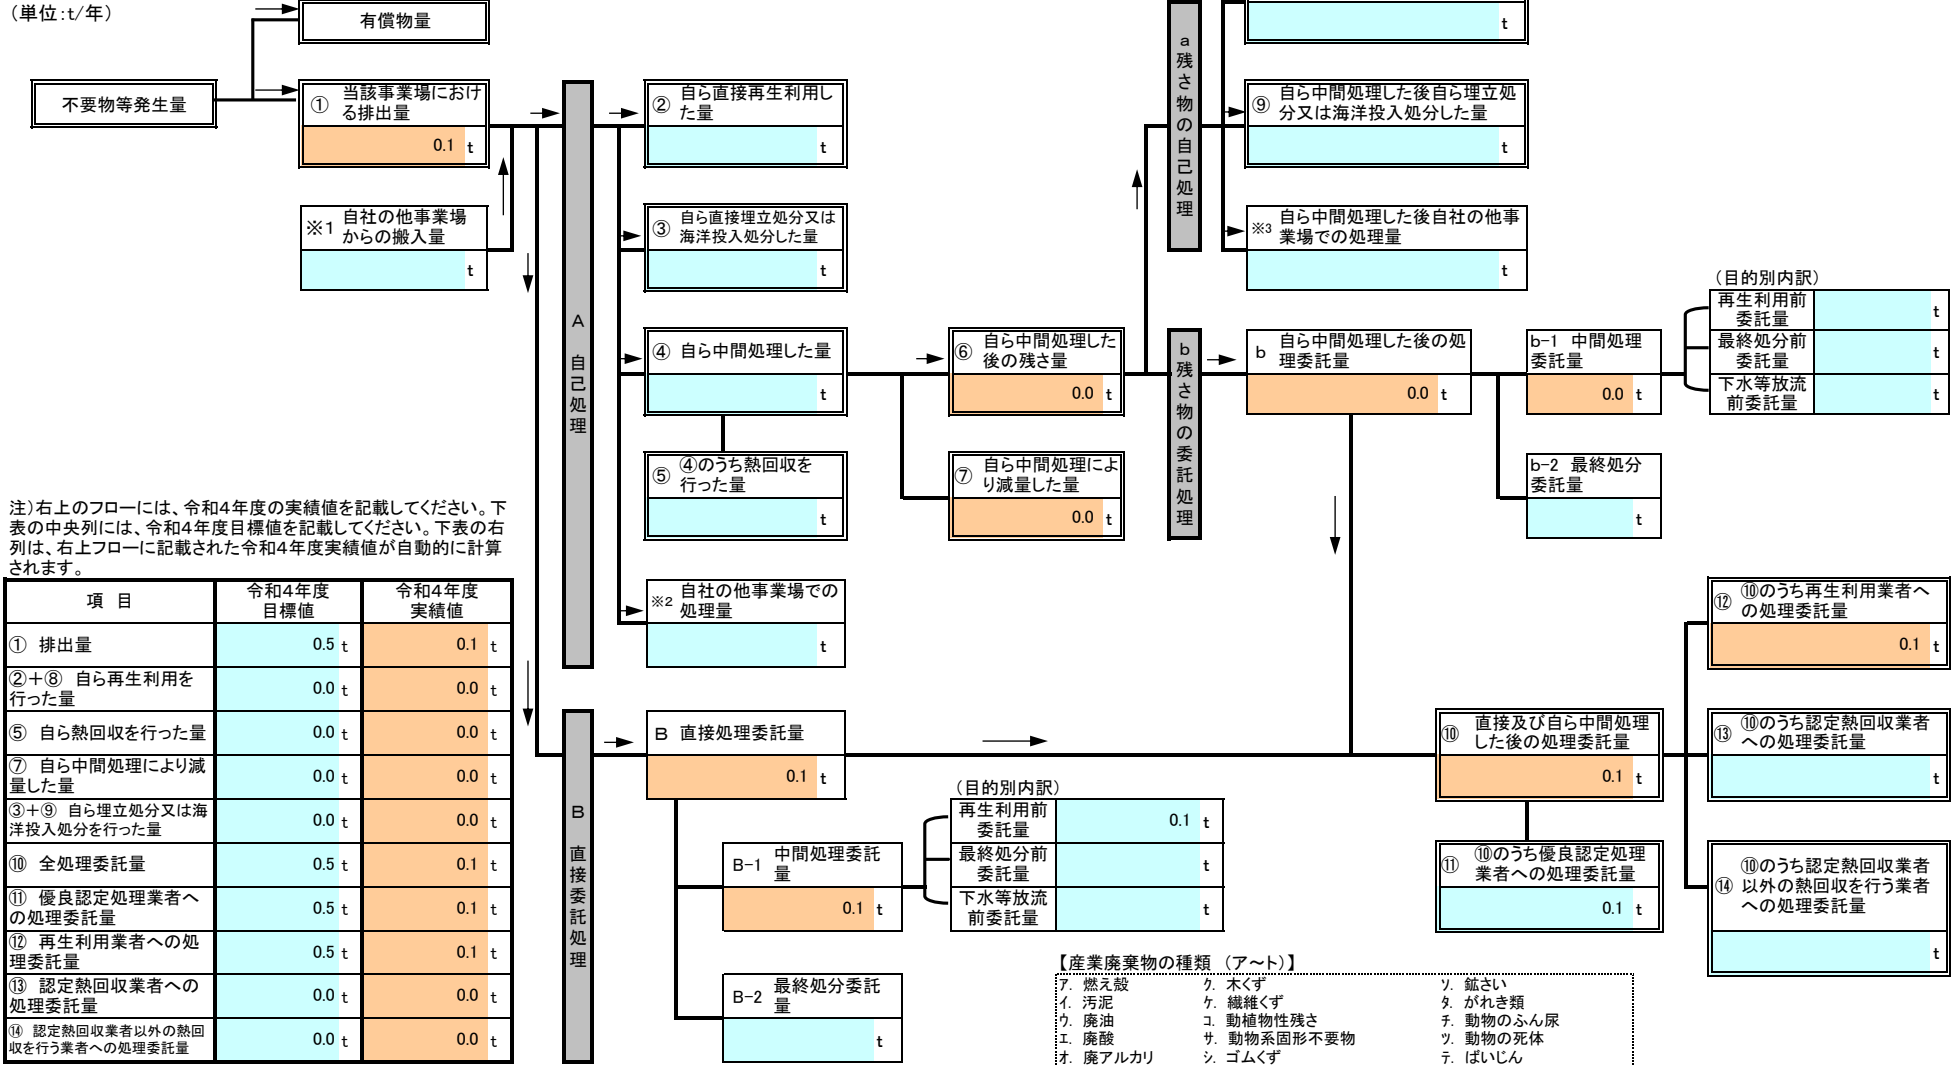 （単位：t/年）
有償物量
不要物等発生量
① 当該事業場におけ
る排出量
0.1 t
※1 自社の他事業場
からの搬入量
t
A 自己処理
② 自ら直接再生利用し
た量
t
③ 自ら直接埋立処分又は
海洋投入処分した量
t
④ 自ら中間処理した量
t
⑤ ④のうち熱回収を
行った量
t
※2 自社の他事業場での
処理量
t
⑥ 自ら中間処理した
後の残さ量
0.0 t
⑦ 自ら中間処理によ
り減量した量
0.0 t
a 残さ物の自己処理
t
⑨ 自ら中間処理した後自ら埋立処
分又は海洋投入処分した量
t
※3 自ら中間処理した後自社の他事
業場での処理量
t
b 残さ物の委託処理
b 自ら中間処理した後の処
理委託量
0.0 t
b-1 中間処理
委託量
0.0 t
b-2 最終処分
委託量
t
（目的別内訳）
再生利用前
委託量
t
最終処分前
委託量
t
下水等放流
前委託量
t
注）右上のフローには、令和4年度の実績値を記載してください。下
表の中央列には、令和4年度目標値を記載してください。下表の右
列は、右上フローに記載された令和4年度実績値が自動的に計算
されます。
項 目 令和4年度 目標値 令和4年度 実績値
① 排出量 0.5 t 0.1 t
②＋⑧ 自ら再生利用を
行った量 0.0 t 0.0 t
⑤ 自ら熱回収を行った量 0.0 t 0.0 t
⑦ 自ら中間処理により減
量した量 0.0 t 0.0 t
③＋⑨ 自ら埋立処分又は海
洋投入処分を行った量 0.0 t 0.0 t
⑩ 全処理委託量 0.5 t 0.1 t
⑪ 優良認定処理業者へ
の処理委託量 0.5 t 0.1 t
⑫ 再生利用業者への処
理委託量 0.5 t 0.1 t
⑬ 認定熱回収業者への
処理委託量 0.0 t 0.0 t
⑭ 認定熱回収業者以外の熱回
収を行う業者への処理委託量 0.0 t 0.0 t
B 直接委託処理
B 直接処理委託量
0.1 t
B-1 中間処理委託
量
0.1 t
B-2 最終処分委託
量
t
（目的別内訳）
再生利用前
委託量
0.1 t
最終処分前
委託量
t
下水等放流
前委託量
t
⑩ 直接及び自ら中間処理
した後の処理委託量
0.1 t
⑪ ⑩のうち優良認定処理
業者への処理委託量
0.1 t
⑫ ⑩のうち再生利用業者へ
の処理委託量
0.1 t
⑬ ⑩のうち認定熱回収業者
への処理委託量
t
⑭ ⑩のうち認定熱回収業者
以外の熱回収を行う業者
への処理委託量
t
【産業廃棄物の種類 （ア～ト）】
ア. 燃え殻 ク. 木くず ソ. 鉱さい
イ. 汚泥 ケ. 繊維くず タ. がれき類
ウ. 廃油 コ. 動植物性残さ チ. 動物のふん尿
エ. 廃酸 サ. 動物系固形不要物 ツ. 動物の死体
オ. 廃アルカリ シ. ゴムくず テ. ばいじん